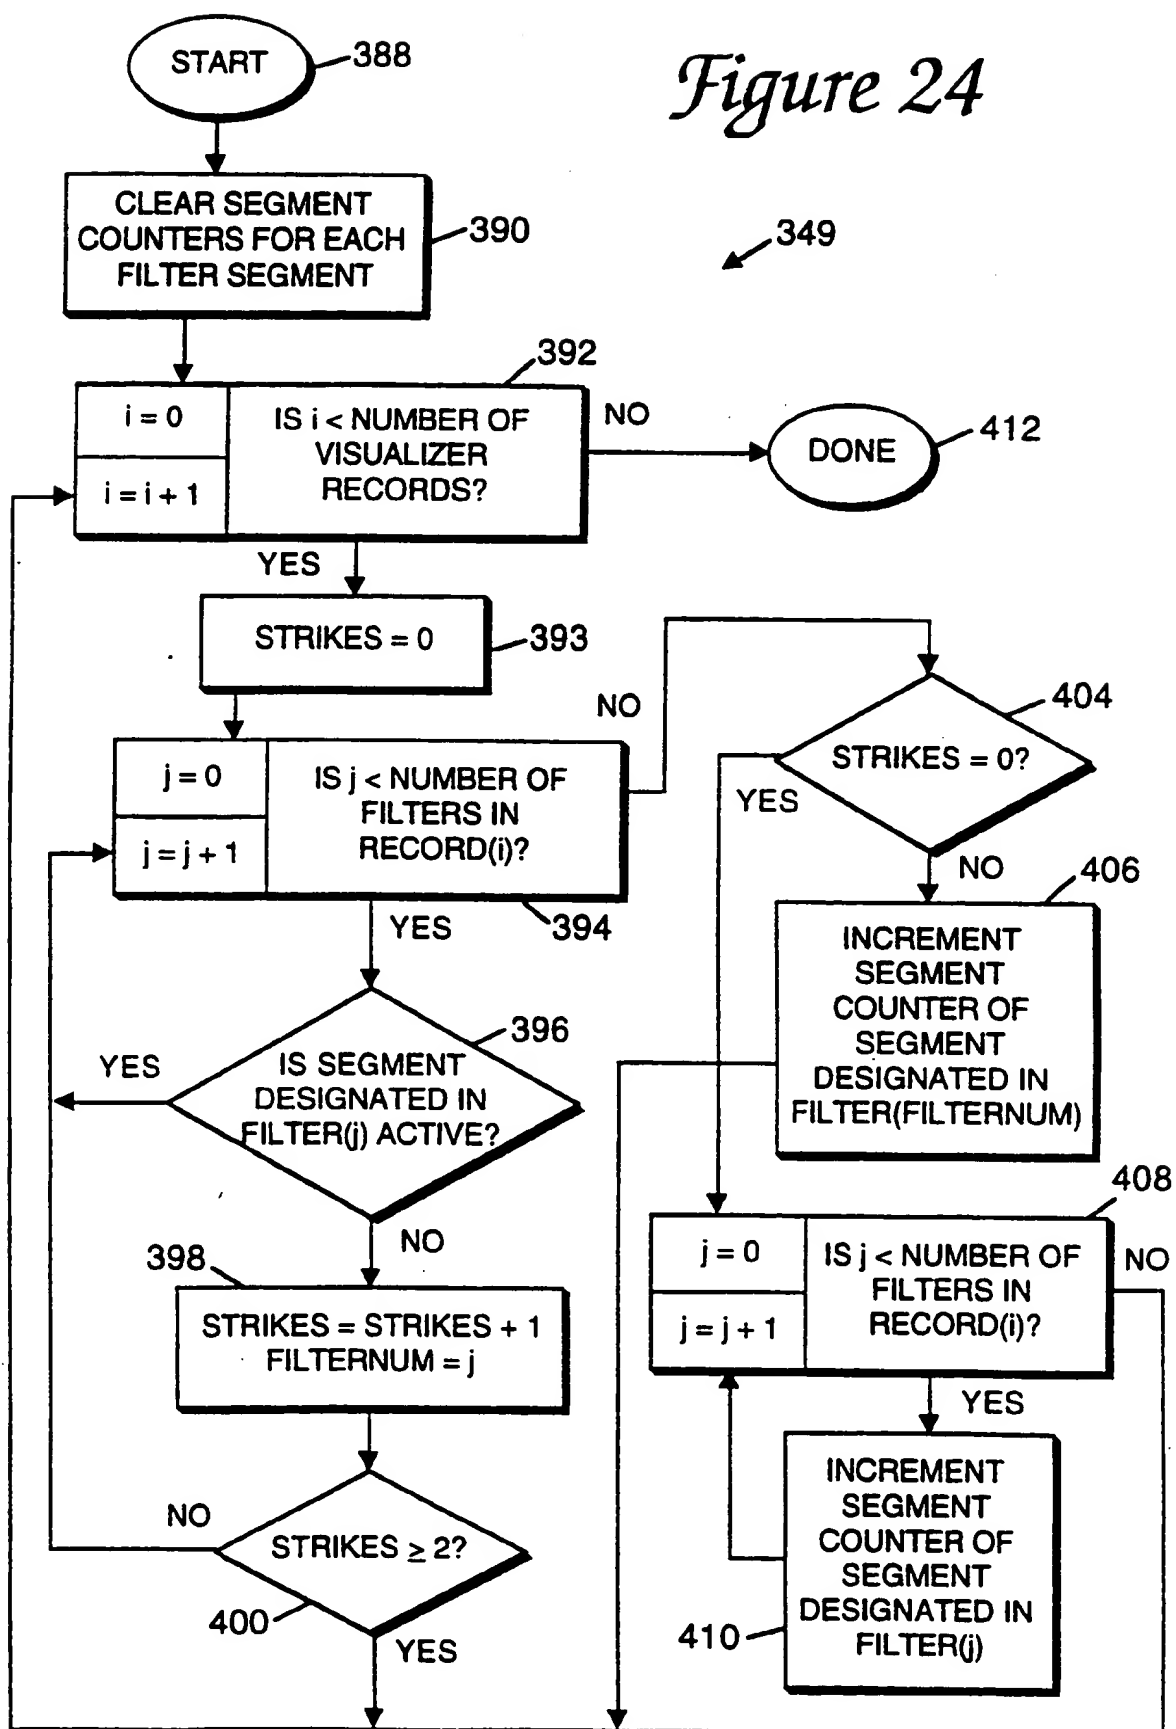 START
388
Figure 24
CLEAR SEGMENT
COUNTERS FOR EACH
FILTER SEGMENT
390
349
392
i = 0
i = i + 1
IS i < NUMBER OF
VISUALIZER
RECORDS?
NO
DONE
412
YES
STRIKES = 0
393
NO
404
STRIKES = 0?
YES
j = 0
j = j + 1
IS j < NUMBER OF
FILTERS IN
RECORD(i)?
394
YES
NO
406
INCREMENT
SEGMENT
COUNTER OF
SEGMENT
DESIGNATED IN
FILTER(FILTERNUM)
396
YES
IS SEGMENT
DESIGNATED IN
FILTER(j) ACTIVE?
NO
398
STRIKES = STRIKES + 1
FILTERNUM = j
408
j = 0
j = j + 1
IS j < NUMBER OF
FILTERS IN
RECORD(i)?
NO
YES
NO
STRIKES ≥ 2?
400
YES
INCREMENT
SEGMENT
COUNTER OF
SEGMENT
DESIGNATED IN
FILTER(j)
410